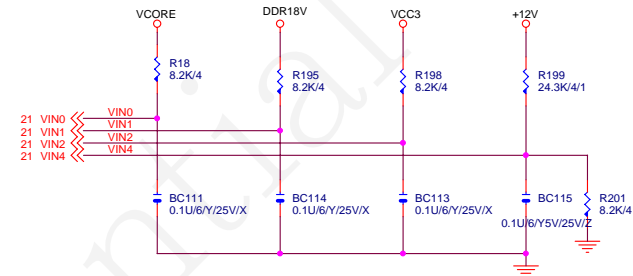 VCORE DDR18V VCC3 +12V
R18
8.2K/4
R195
8.2K/4
R198
8.2K/4
R199
24.3K/4/1
21 VIN0 VIN0
21 VIN1 VIN1
21 VIN2 VIN2
21 VIN4 VIN4
BC111
0.1U/6/Y/25V/X
BC114
0.1U/6/Y/25V/X
BC113
0.1U/6/Y/25V/X
BC115
0.1U/6/Y5V/25V/Z
R201
8.2K/4
ntial